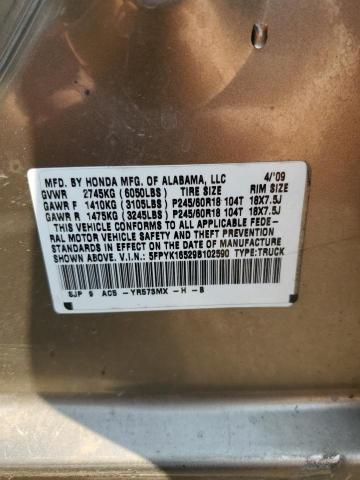 MFD. BY HONDA MFG. OF ALABAMA, LLC 4/'09
GVWR 2745KG (6050LBS) TIRE SIZE RIM SIZE
GAWR F 1410KG (3105LBS) P245/60R18 104T 18X7.5J
GAWR R 1475KG (3245LBS) P245/60R18 104T 18X7.5J
THIS VEHICLE CONFORMS TO ALL APPLICABLE FEDE-
RAL MOTOR VEHICLE SAFETY AND THEFT PREVENTION
STANDARDS IN EFFECT ON THE DATE OF MANUFACTURE
SHOWN ABOVE. V.I.N.: 5FPYK16529B102590 TYPE:TRUCK
SJP 9 AC5 -YR573MX -H -B